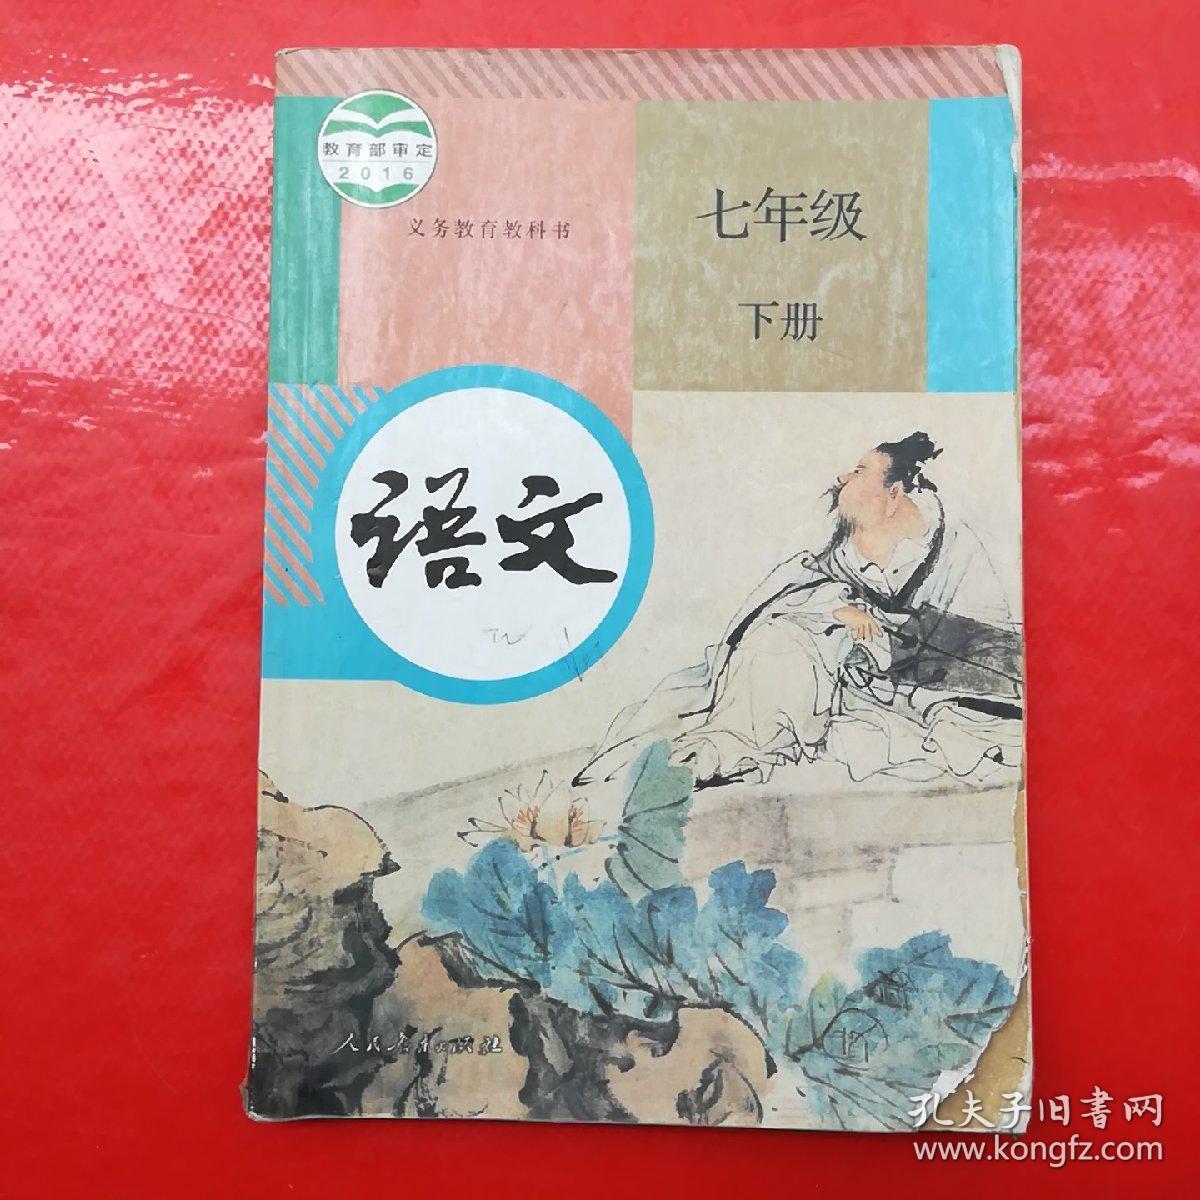 教育部审定
2016
义务教育教科书
七年级
下册
语文
人民教育出版社
孔夫子旧書网
www.kongfz.com